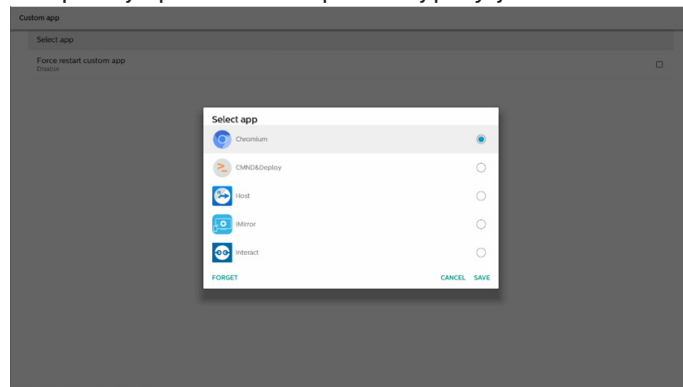 Custom app
Select app
Force restart custom app
Disable
Select app
Chromium
CMND&Deploy
Host
iMirror
Interact
FORGET
CANCEL SAVE